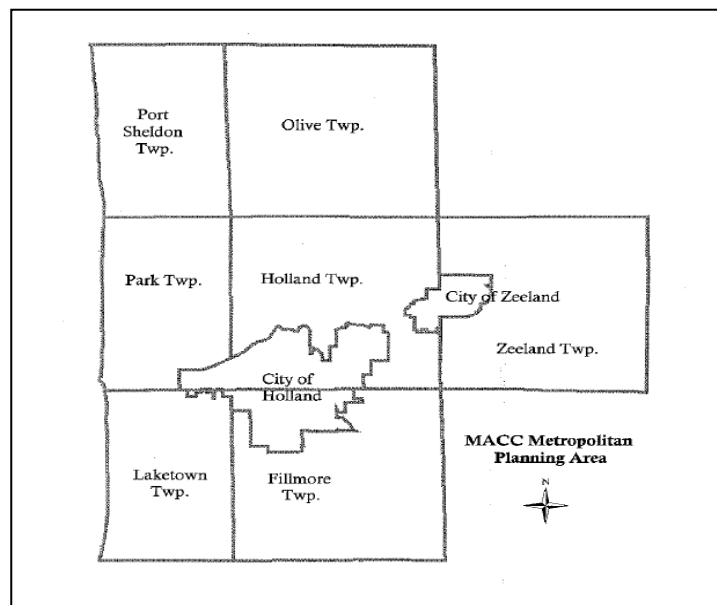 Port
Sheldon
Twp.
Olive Twp.
Park Twp.
Holland Twp.
City of Zeeland
Zeeland Twp.
City of
Holland
MACC Metropolitan
Planning Area
Laketown
Twp.
Fillmore
Twp.
N